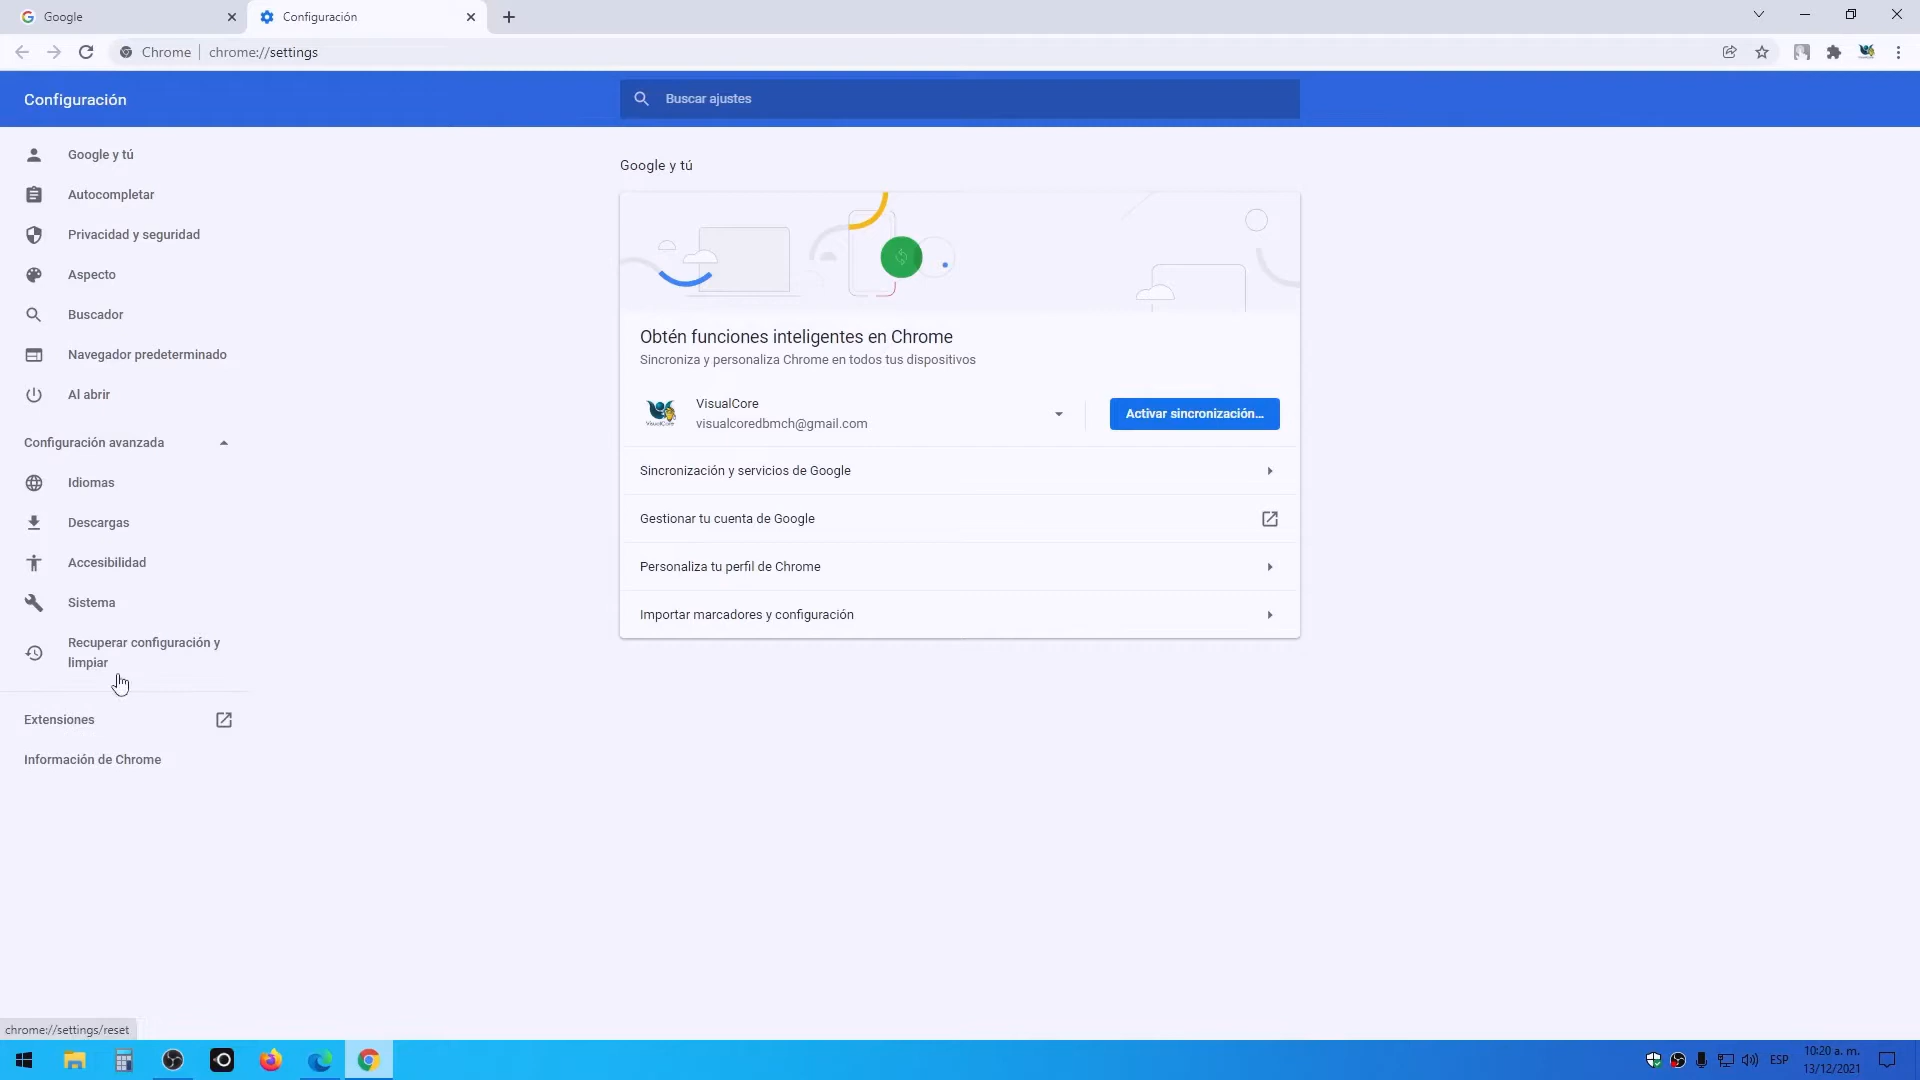 Google
Configuración
Chrome
chrome://settings
Configuración
Buscar ajustes
Google y tú
Autocompletar
Privacidad y seguridad
Aspecto
Buscador
Navegador predeterminado
Al abrir
Configuración avanzada
Idiomas
Descargas
Accesibilidad
Sistema
Recuperar configuración y
limpiar
Extensiones
Información de Chrome
Google y tú
Obtén funciones inteligentes en Chrome
Sincroniza y personaliza Chrome en todos tus dispositivos
VisualCore
visualcoredbmch@gmail.com
Activar sincronización...
Sincronización y servicios de Google
Gestionar tu cuenta de Google
Personaliza tu perfil de Chrome
Importar marcadores y configuración
chrome://settings/reset
ESP
10:20 a. m.
13/12/2021